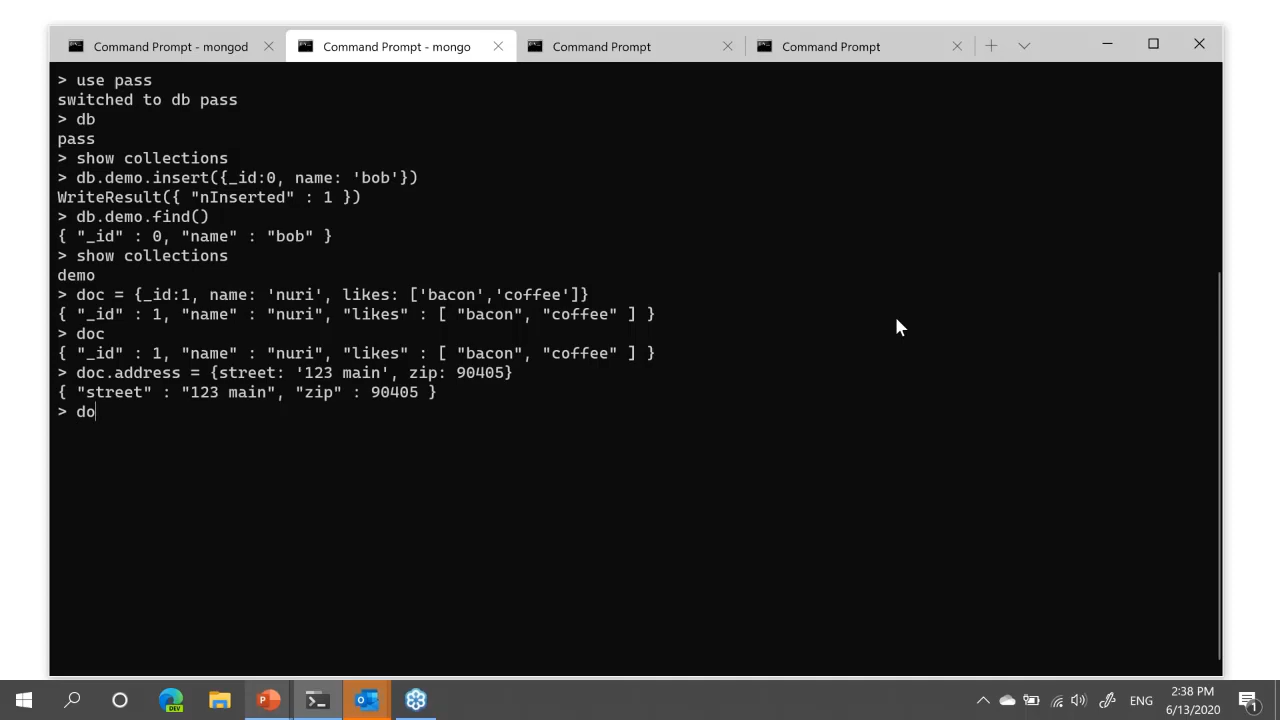 Command Prompt - mongod
Command Prompt - mongo
Command Prompt
Command Prompt
> use pass
switched to db pass
> db
pass
> show collections
> db.demo.insert({_id:0, name: 'bob'})
WriteResult({ "nInserted" : 1 })
> db.demo.find()
{ "_id" : 0, "name" : "bob" }
> show collections
demo
> doc = {_id:1, name: 'nuri', likes: ['bacon','coffee']}
{ "_id" : 1, "name" : "nuri", "likes" : [ "bacon", "coffee" ] }
> doc
{ "_id" : 1, "name" : "nuri", "likes" : [ "bacon", "coffee" ] }
> doc.address = {street: '123 main', zip: 90405}
{ "street" : "123 main", "zip" : 90405 }
> do
DEV
P
ENG
2:38 PM
6/13/2020
1